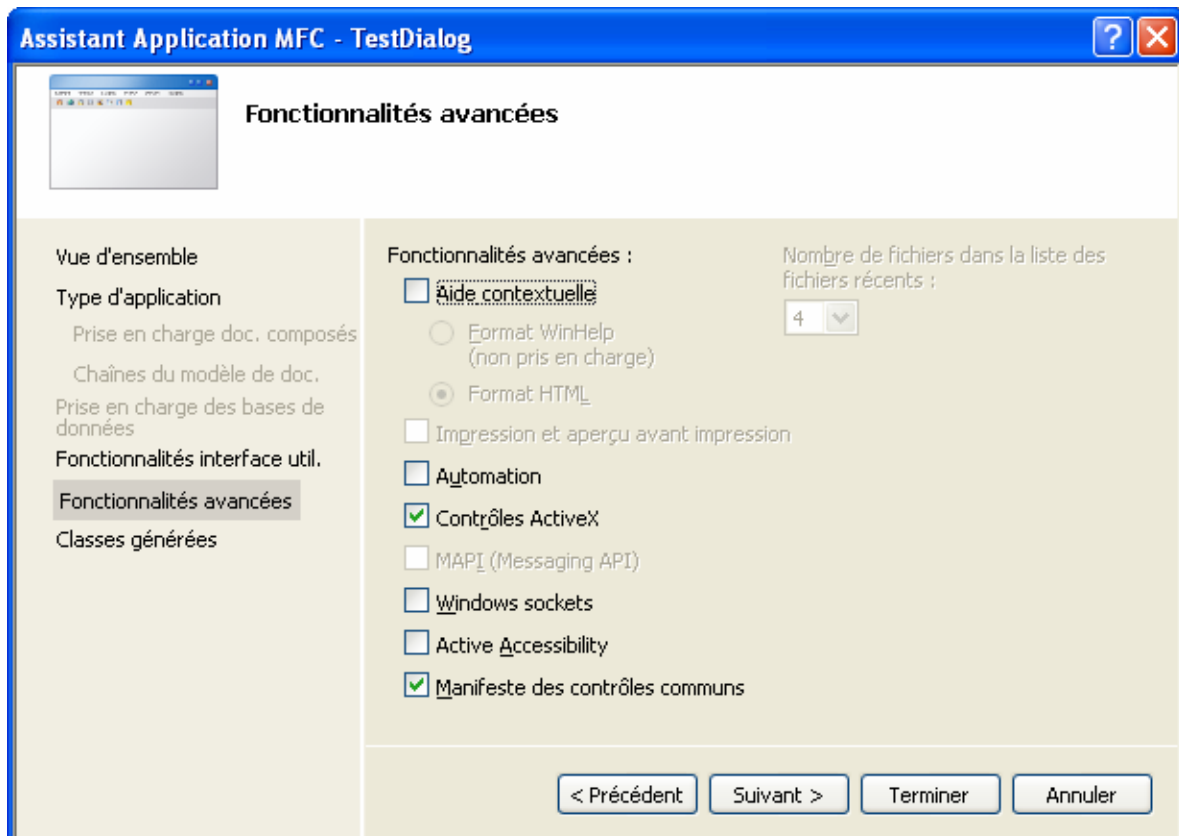 Assistant Application MFC - TestDialog
Fonctionnalités avancées
Vue d'ensemble
Type d'application
Prise en charge doc. composés
Chaînes du modèle de doc.
Prise en charge des bases de
données
Fonctionnalités interface util.
Fonctionnalités avancées
Classes générées
Fonctionnalités avancées :
Aide contextuelle
Format WinHelp
(non pris en charge)
Format HTML
Impression et aperçu avant impression
Automation
Contrôles ActiveX
MAPI (Messaging API)
Windows sockets
Active Accessibility
Manifeste des contrôles communs
Nombre de fichiers dans la liste des
fichiers récents :
4
< Précédent
Suivant >
Terminer
Annuler